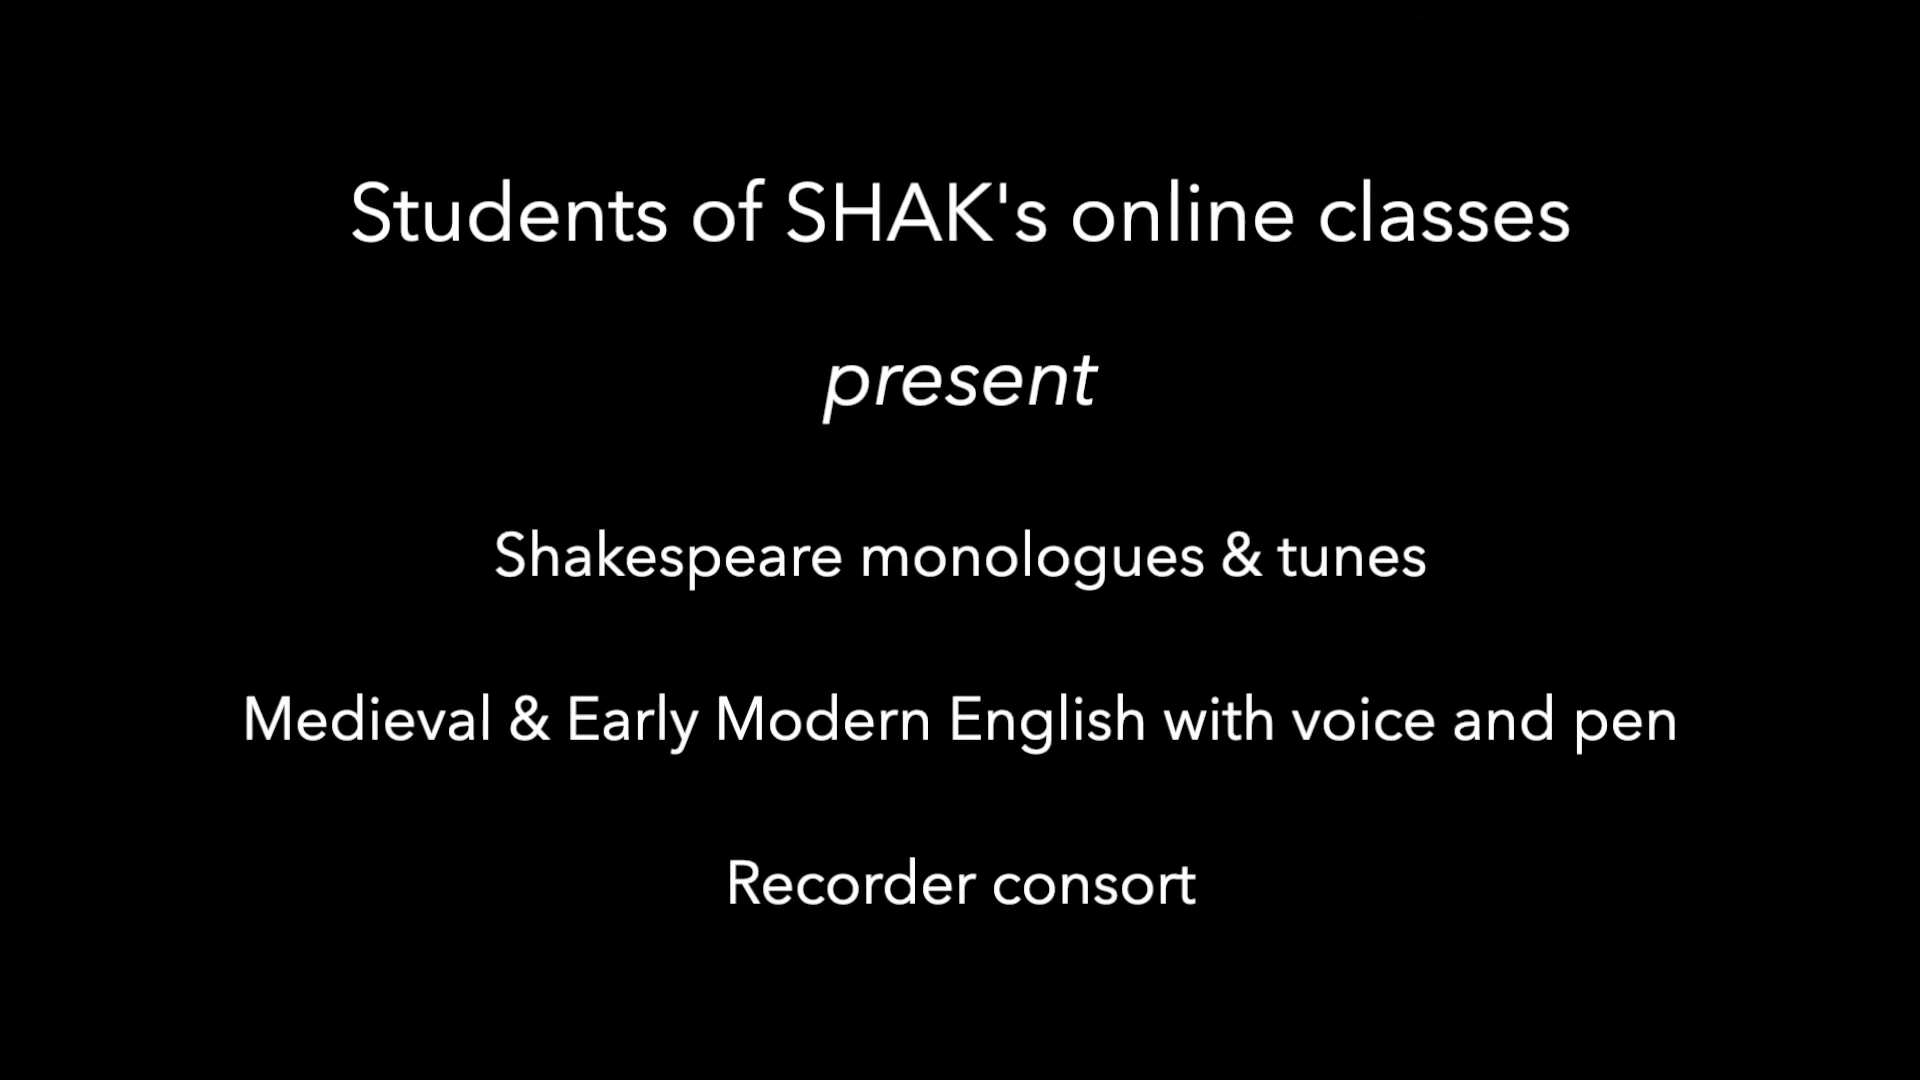 Students of SHAK's online classes
present
Shakespeare monologues & tunes
Medieval & Early Modern English with voice and pen
Recorder consort